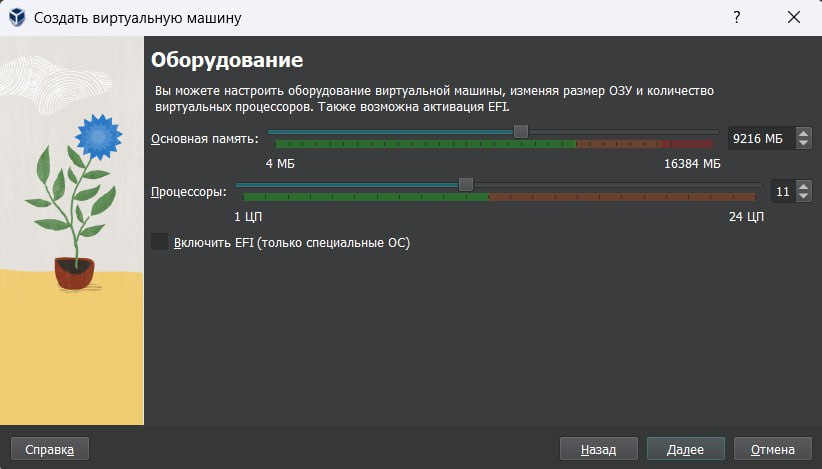 Создать виртуальную машину
?
Оборудование
Вы можете настроить оборудование виртуальной машины, изменяя размер ОЗУ и количество
виртуальных процессоров. Также возможна активация EFI.
Основная память:
9216 МБ
4 МБ
16384 МБ
Процессоры:
11
1 ЦП
24 ЦП
Включить EFI (только специальные ОС)
Справка
Назад
Далее
Отмена